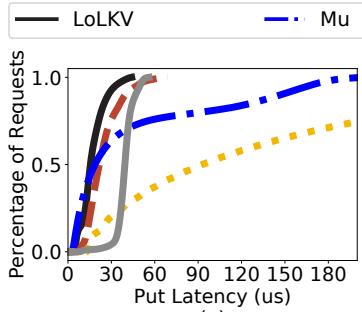 LoLKV
Mu
Percentage of Requests
1.0
0.5
0.0
0 30 60 90 120 150 180
Put Latency (us)